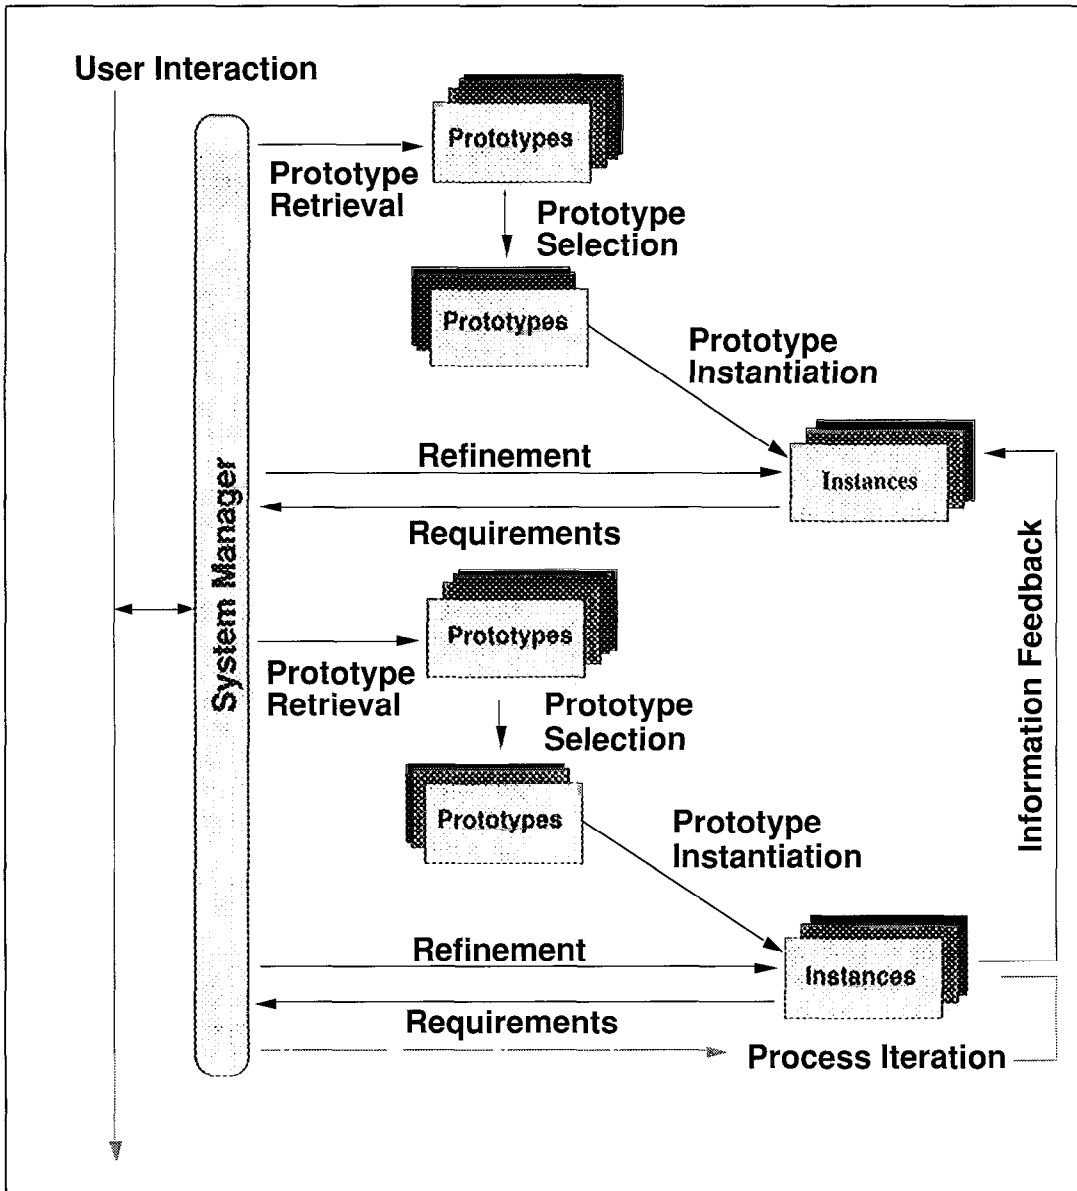 User Interaction
Prototypes
Prototype
Retrieval
Prototype
Selection
Prototypes
Prototype
Instantiation
Refinement
Instances
Requirements
System Manager
Information Feedback
Prototypes
Prototype
Retrieval
Prototype
Selection
Prototypes
Prototype
Instantiation
Refinement
Instances
Requirements
Process Iteration